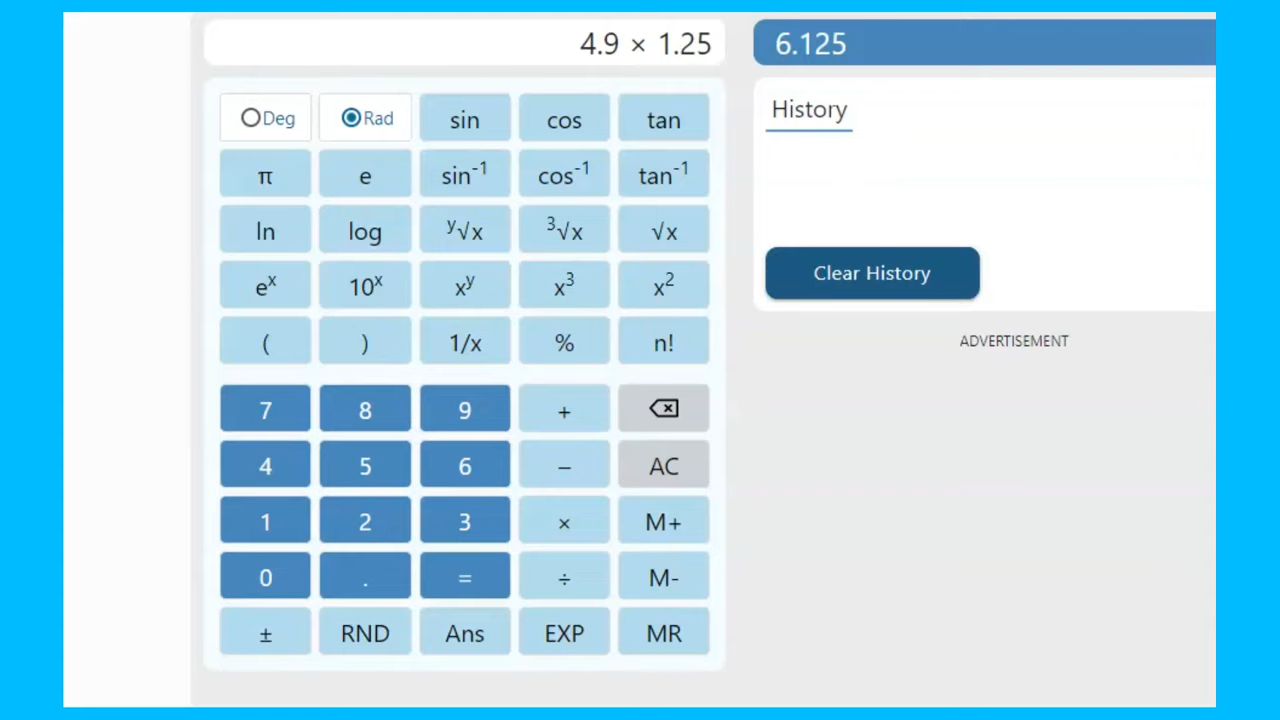 4.9 × 1.25
6.125
Deg Rad sin cos tan
History
π e sin-1 cos-1 tan-1
ln log y√x 3√x √x
Clear History
ex 10x xy x3 x2
( ) 1/x % n!
ADVERTISEMENT
7 8 9 +
4 5 6 – AC
1 2 3 × M+
0 . = ÷ M-
± RND Ans EXP MR